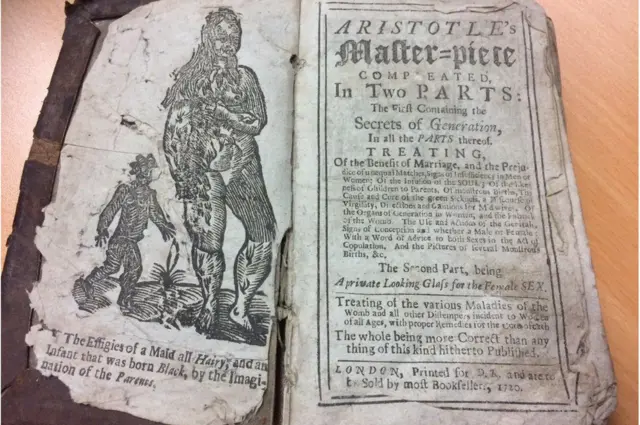 The Effigies of a Maid all Hairy, and an
Infant that was born Black, by the Imagi-
nation of the Parents.
ARISTOTLE's
Master=piece
COMPLEATED,
In Two PARTS:
The First Containing the
Secrets of Generation,
In all the PARTS thereof.
TREATING,
Of the Benefit of Marriage, and the Preju-
dice of unequal Matches, Signs of Insufficiency in Men or
Women; Of the Infusion of the SOUL; Of the Like-
ness of Children to Parents, Of monstrous Births; The
Cause and Cure of the green Sickness, a Discourse of
Virginity, Directions and Cautions for Midwives, Of
the Organs of Generation in Women, and the
of the Womb. The Use and Actions of the Genitals,
Signs of Conception and whether a Male or Female;
With a Word of Advice to both Sexes in the Act of
Copulation. And the Pictures of several Monstrous
Births, &c.
The Second Part, being
A private Looking Glass for the Female SEX.
Treating of the various Maladies of the
Womb and all other Distempers incident to Women
of all Ages, with proper Remedies for the Cure of each
The whole being more Correct than any
thing of this kind hitherto Published.
LONDON, Printed for and are to
be Sold by most Booksellers, 1720.